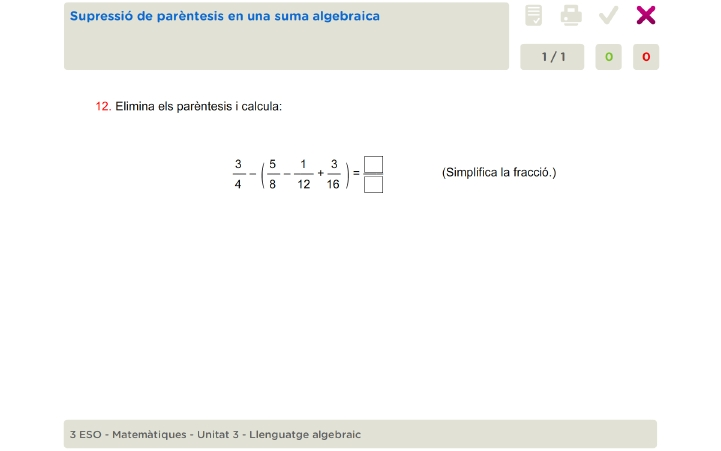 Supressió de parèntesis en una suma algebraica
1 / 1 0 0
12. Elimina els parèntesis i calcula:
3/4 − (5/8 − 1/12 + 3/16) = (Simplifica la fracció.)
3 ESO - Matemàtiques - Unitat 3 - Llenguatge algebraic